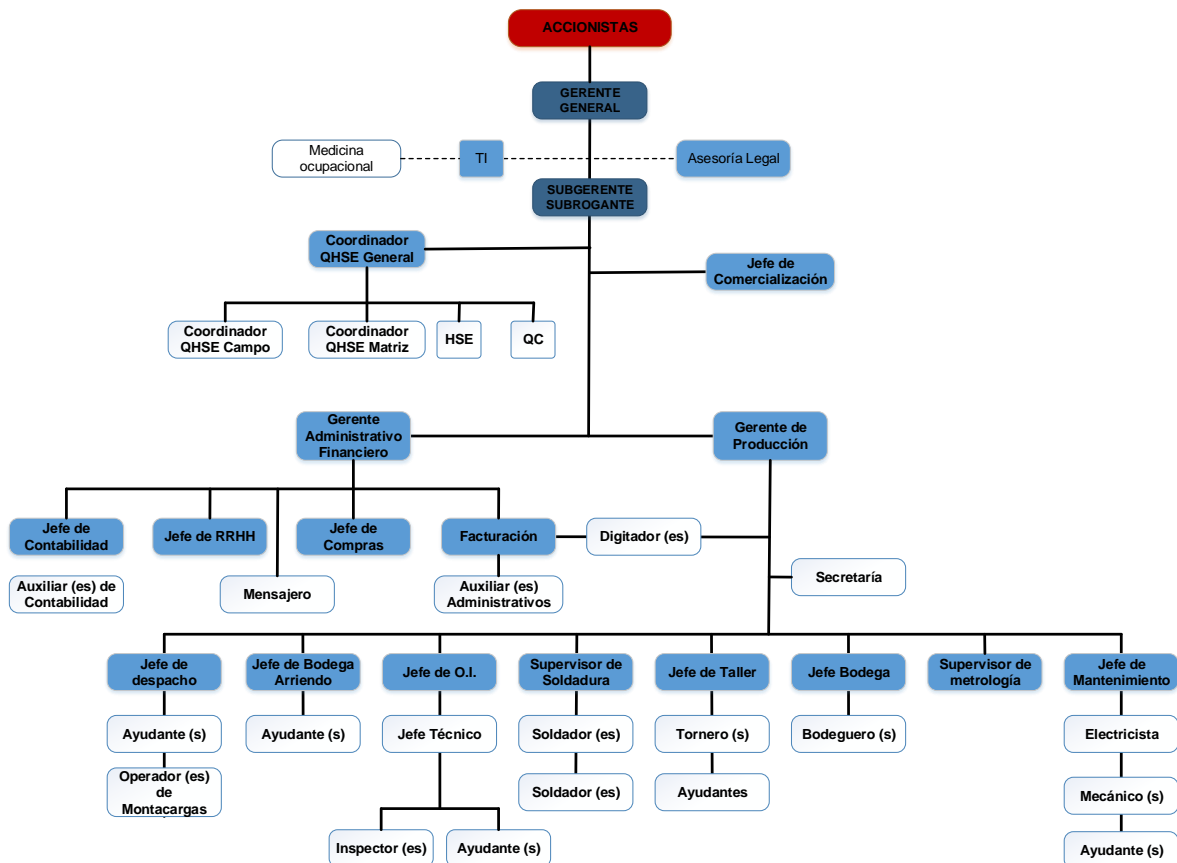 ACCIONISTAS
GERENTE
GENERAL
Medicina
ocupacional
TI
Asesoría Legal
SUBGERENTE
SUBROGANTE
Coordinador
QHSE General
Jefe de
Comercialización
Coordinador
QHSE Campo
Coordinador
QHSE Matriz
HSE
QC
Gerente
Administrativo
Financiero
Gerente de
Producción
Jefe de
Contabilidad
Jefe de RRHH
Jefe de
Compras
Facturación
Digitador (es)
Secretaría
Auxiliar (es) de
Contabilidad
Mensajero
Auxiliar (es)
Administrativos
Jefe de
despacho
Jefe de Bodega
Arriendo
Jefe de O.I.
Supervisor de
Soldadura
Jefe de Taller
Jefe Bodega
Supervisor de
metrología
Jefe de
Mantenimiento
Ayudante (s)
Ayudante (s)
Jefe Técnico
Soldador (es)
Tornero (s)
Bodeguero (s)
Electricista
Operador (es)
de
Montacargas
Soldador (es)
Ayudantes
Mecánico (s)
Inspector (es)
Ayudante (s)
Ayudante (s)